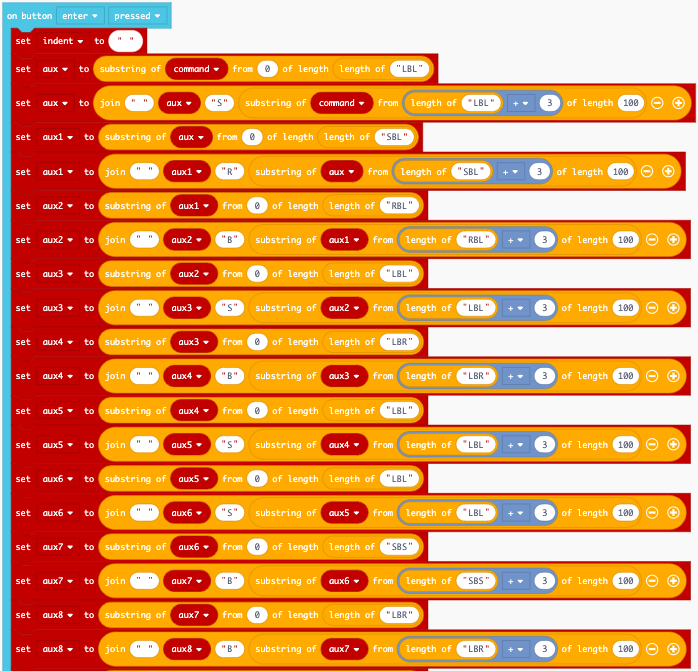 on button enter ▾ pressed ▾
set indent ▾ to " "
set aux ▾ to substring of command ▾ from 0 of length length of "LBL"
set aux ▾ to join " " aux ▾ "S" substring of command ▾ from length of "LBL" + ▾ 3 of length 100
set aux1 ▾ to substring of aux ▾ from 0 of length length of "SBL"
set aux1 ▾ to join " " aux1 ▾ "R" substring of aux ▾ from length of "SBL" + ▾ 3 of length 100
set aux2 ▾ to substring of aux1 ▾ from 0 of length length of "RBL"
set aux2 ▾ to join " " aux2 ▾ "B" substring of aux1 ▾ from length of "RBL" + ▾ 3 of length 100
set aux3 ▾ to substring of aux2 ▾ from 0 of length length of "LBL"
set aux3 ▾ to join " " aux3 ▾ "S" substring of aux2 ▾ from length of "LBL" + ▾ 3 of length 100
set aux4 ▾ to substring of aux3 ▾ from 0 of length length of "LBR"
set aux4 ▾ to join " " aux4 ▾ "B" substring of aux3 ▾ from length of "LBR" + ▾ 3 of length 100
set aux5 ▾ to substring of aux4 ▾ from 0 of length length of "LBL"
set aux5 ▾ to join " " aux5 ▾ "S" substring of aux4 ▾ from length of "LBL" + ▾ 3 of length 100
set aux6 ▾ to substring of aux5 ▾ from 0 of length length of "LBL"
set aux6 ▾ to join " " aux6 ▾ "S" substring of aux5 ▾ from length of "LBL" + ▾ 3 of length 100
set aux7 ▾ to substring of aux6 ▾ from 0 of length length of "SBS"
set aux7 ▾ to join " " aux7 ▾ "B" substring of aux6 ▾ from length of "SBS" + ▾ 3 of length 100
set aux8 ▾ to substring of aux7 ▾ from 0 of length length of "LBR"
set aux8 ▾ to join " " aux8 ▾ "B" substring of aux7 ▾ from length of "LBR" + ▾ 3 of length 100